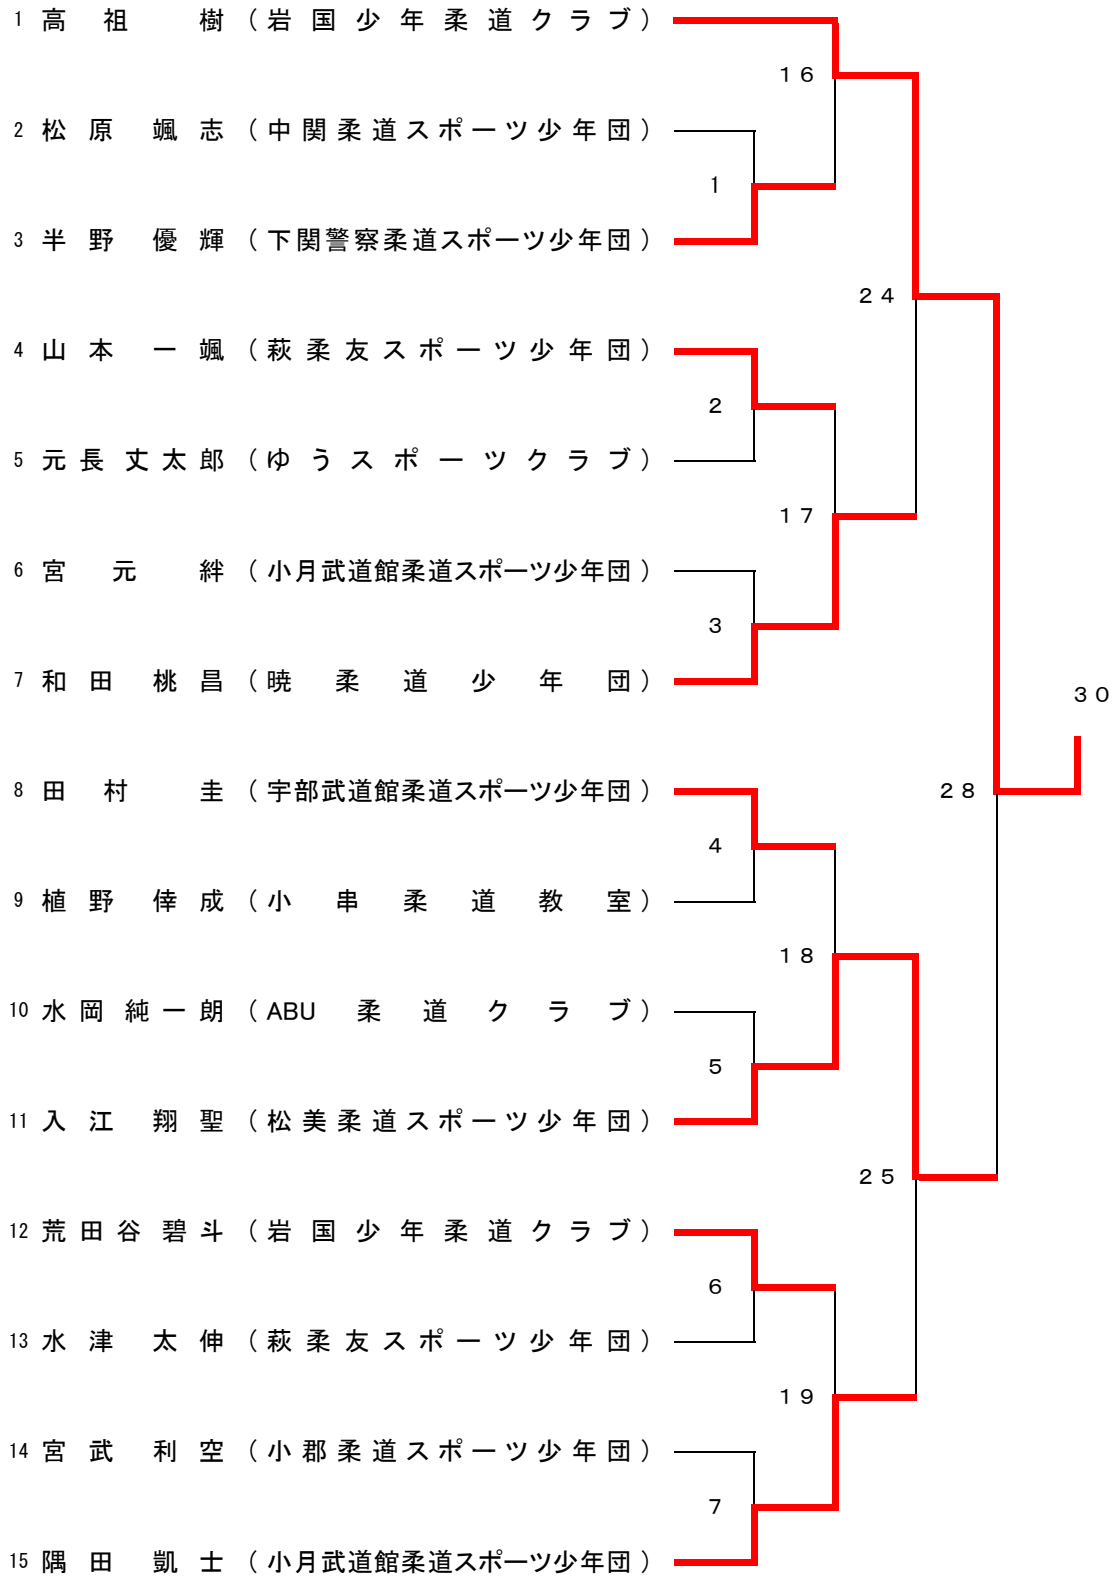 1 高祖 樹 (岩国少年柔道クラブ)
16
2 松原 颯志 (中関柔道スポーツ少年団)
1
3 半野 優輝 (下関警察柔道スポーツ少年団)
24
4 山本 一颯 (萩柔友スポーツ少年団)
2
5 元長 丈太郎 (ゆうスポーツクラブ)
17
6 宮元 絆 (小月武道館柔道スポーツ少年団)
3
7 和田 桃昌 (暁柔道少年団)
30
8 田村 圭 (宇部武道館柔道スポーツ少年団)
28
4
9 植野 倖成 (小串柔道教室)
18
10 水岡 純一朗 (ABU 柔道クラブ)
5
11 入江 翔聖 (松美柔道スポーツ少年団)
25
12 荒田谷 碧斗 (岩国少年柔道クラブ)
6
13 水津 太伸 (萩柔友スポーツ少年団)
19
14 宮武 利空 (小郡柔道スポーツ少年団)
7
15 隅田 凱士 (小月武道館柔道スポーツ少年団)